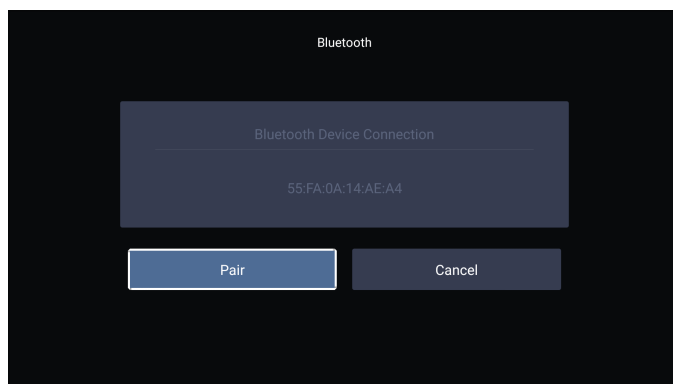 Bluetooth
Bluetooth Device Connection
55:FA:0A:14:AE:A4
Pair
Cancel